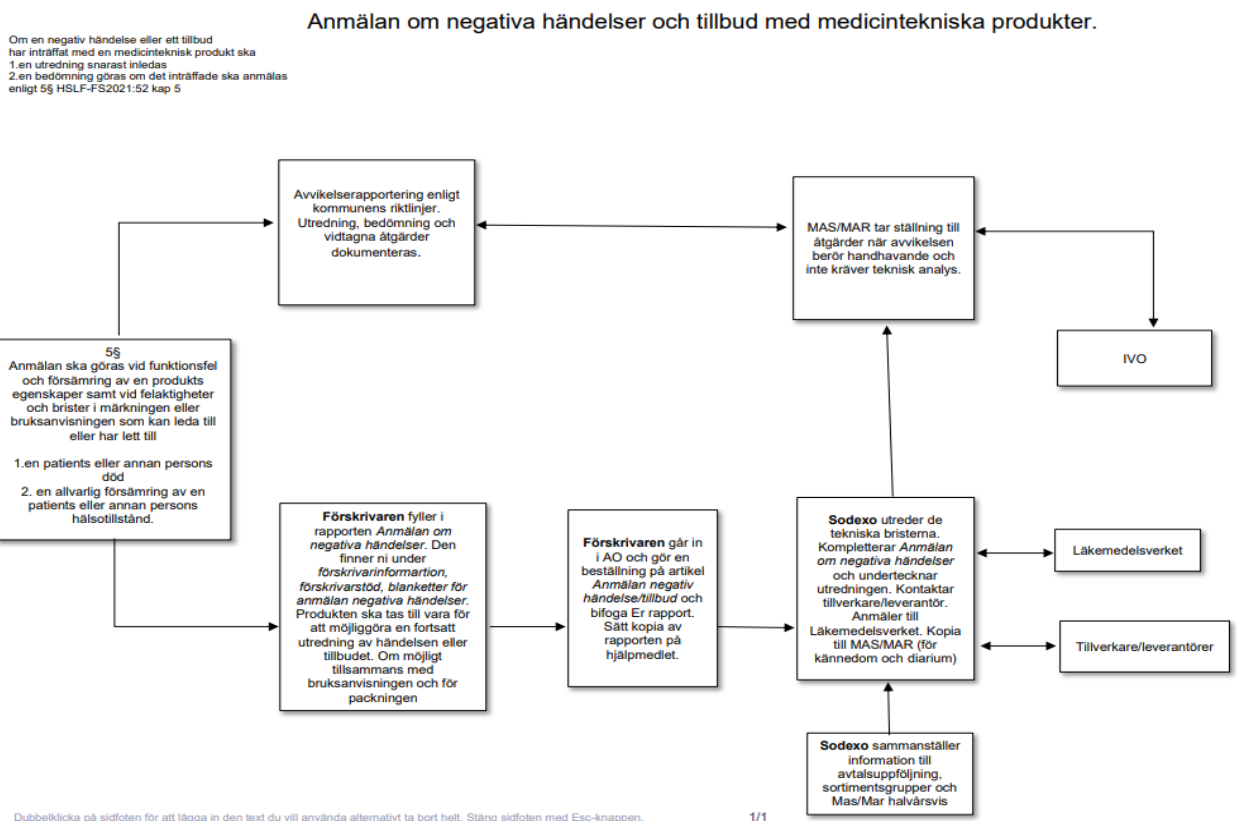 Anmälan om negativa händelser och tillbud med medicintekniska produkter.
Om en negativ händelse eller ett tillbud
har inträffat med en medicinteknisk produkt ska
1.en utredning snarast inledas
2.en bedömning göras om det inträffade ska anmälas
enligt 5§ HSLF-FS2021:52 kap 5
Avvikelserapportering enligt
kommunens riktlinjer.
Utredning, bedömning och
vidtagna åtgärder
dokumenteras.
MAS/MAR tar ställning till
åtgärder när avvikelsen
berör handhavande och
inte kräver teknisk analys.
IVO
5§
Anmälan ska göras vid funktionsfel
och försämring av en produkts
egenskaper samt vid felaktigheter
och brister i märkningen eller
bruksanvisningen som kan leda till
eller har lett till
1.en patients eller annan persons
död
2. en allvarlig försämring av en
patients eller annan persons
hälsotillstånd.
Förskrivaren fyller i
rapporten Anmälan om
negativa händelser. Den
finner ni under
förskrivarinformartion,
förskrivarstöd, blanketter för
anmälan negativa händelser.
Produkten ska tas till vara för
att möjliggöra en fortsatt
utredning av händelsen eller
tillbudet. Om möjligt
tillsammans med
bruksanvisningen och för
packningen
Förskrivaren går in
i AO och gör en
beställning på artikel
Anmälan negativ
händelse/tillbud och
bifoga Er rapport.
Sätt kopia av
rapporten på
hjälpmedlet.
Sodexo utreder de
tekniska bristerna.
Kompletterar Anmälan
om negativa händelser
och undertecknar
utredningen. Kontaktar
tillverkare/leverantör.
Anmäler till
Läkemedelsverket. Kopia
till MAS/MAR (för
kännedom och diarium)
Läkemedelsverket
Tillverkare/leverantörer
Sodexo sammanställer
information till
avtalsuppföljning,
sortimentsgrupper och
Mas/Mar halvårsvis
Dubbelklicka på sidfoten för att lägga in den text du vill använda alternativt ta bort helt. Stäng sidfoten med Esc-knappen.
1/1